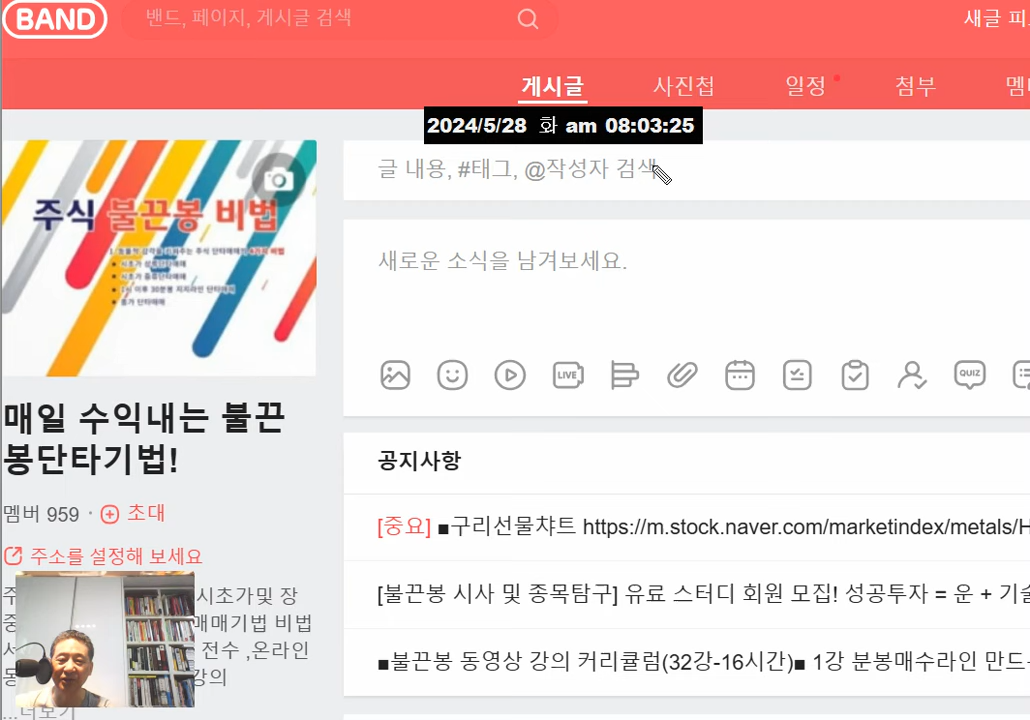 BAND
밴드, 페이지, 게시글 검색
새글 피
게시글
사진첩
일정
첨부
2024/5/28 화 am 08:03:25
글 내용, #태그, @작성자 검색
주식 불끈봉 비법
새로운 소식을 남겨보세요.
LIVE
QUIZ
매일 수익내는 불끈
봉단타기법!
멤버 959 · 초대
주소를 설정해 보세요
시초가및 장
매매기법 비법
전수 ,온라인
강의
...더보기
공지사항
[중요] ■구리선물챠트 https://m.stock.naver.com/marketindex/metals/H
[불끈봉 시사 및 종목탐구] 유료 스터디 회원 모집! 성공투자 = 운 + 기술
■불끈봉 동영상 강의 커리큘럼(32강-16시간)■ 1강 분봉매수라인 만드